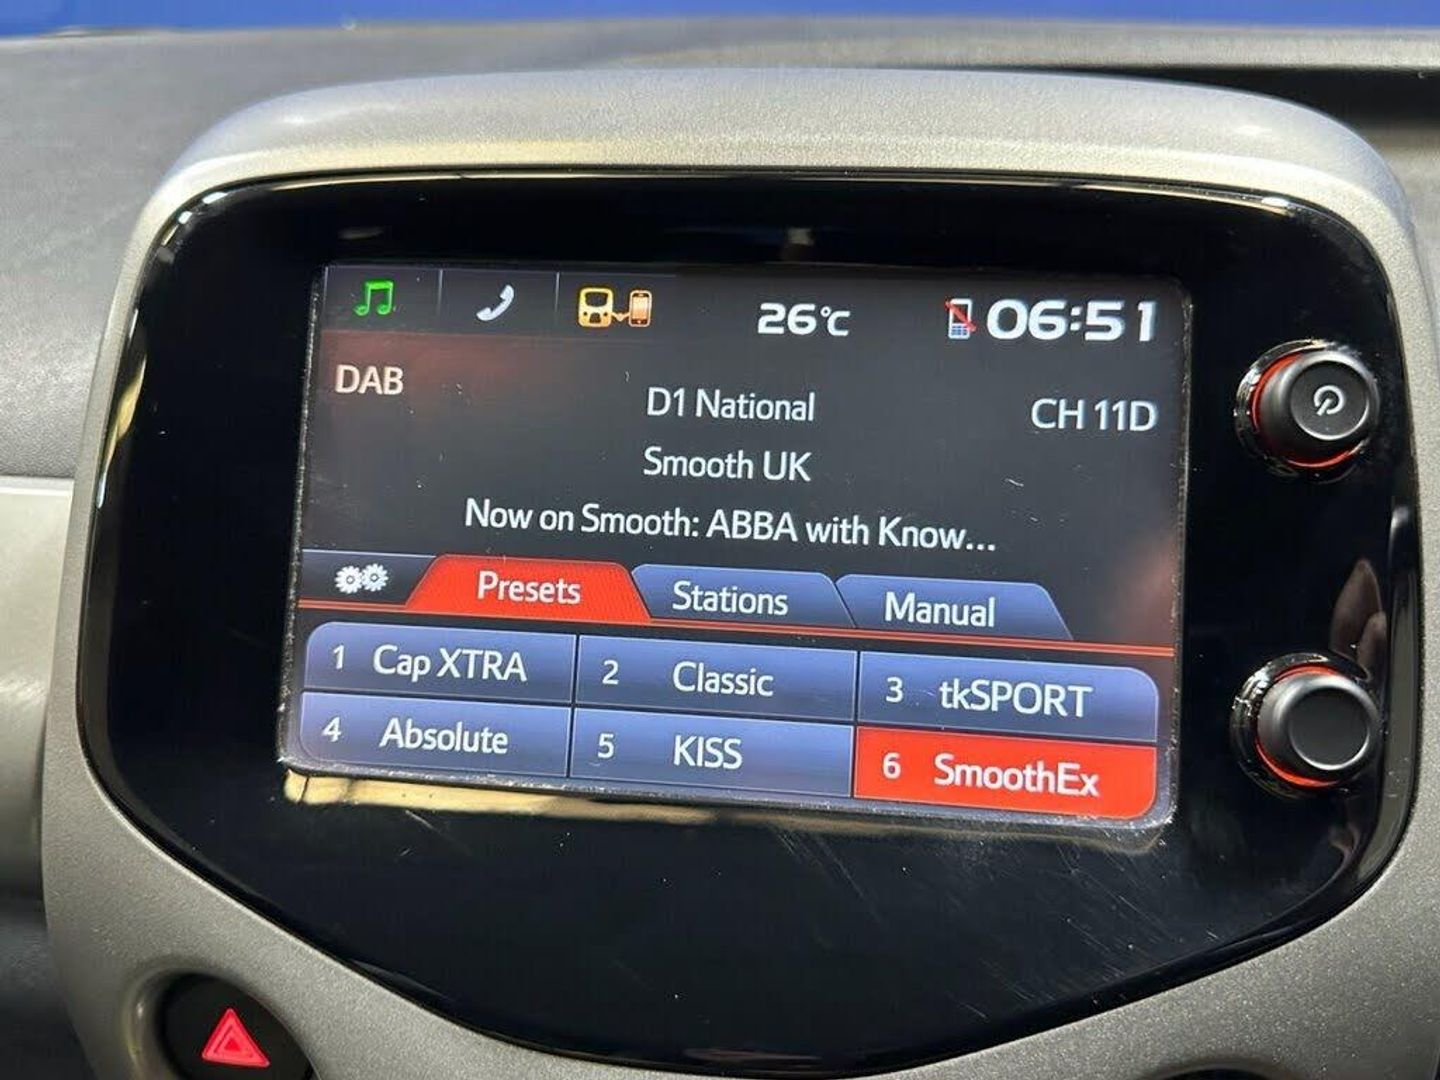 26°C 06:51
DAB
D1 National CH 11D
Smooth UK
Now on Smooth: ABBA with Know...
Presets Stations Manual
1 Cap XTRA 2 Classic 3 tkSPORT
4 Absolute 5 KISS 6 SmoothEx